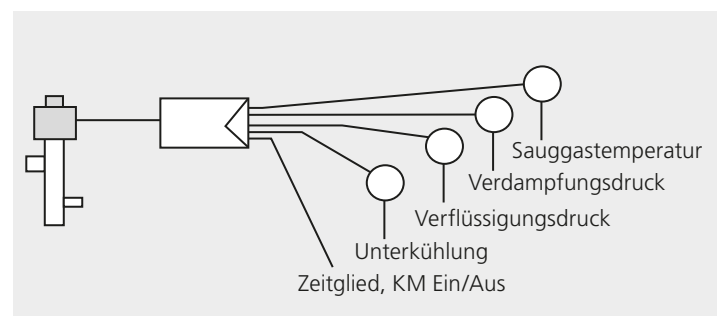 Sauggastemperatur
Verdampfungsdruck
Verflüssigungsdruck
Unterkühlung
Zeitglied, KM Ein/Aus